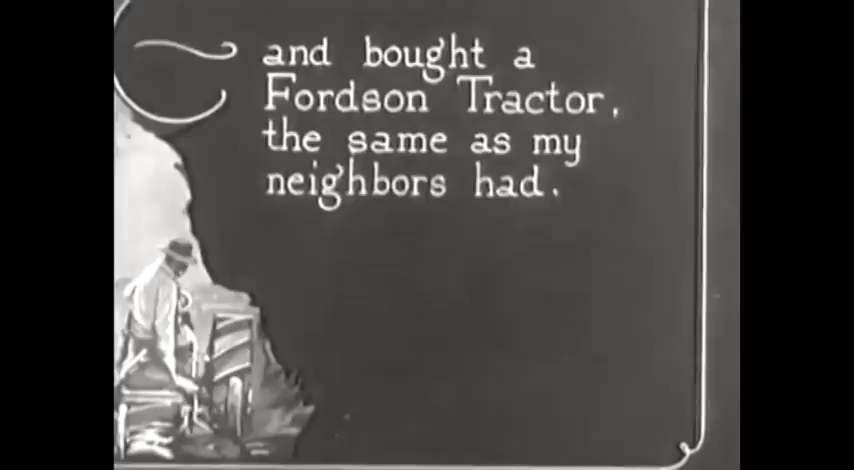 and bought a
Fordson Tractor,
the same as my
neighbors had.